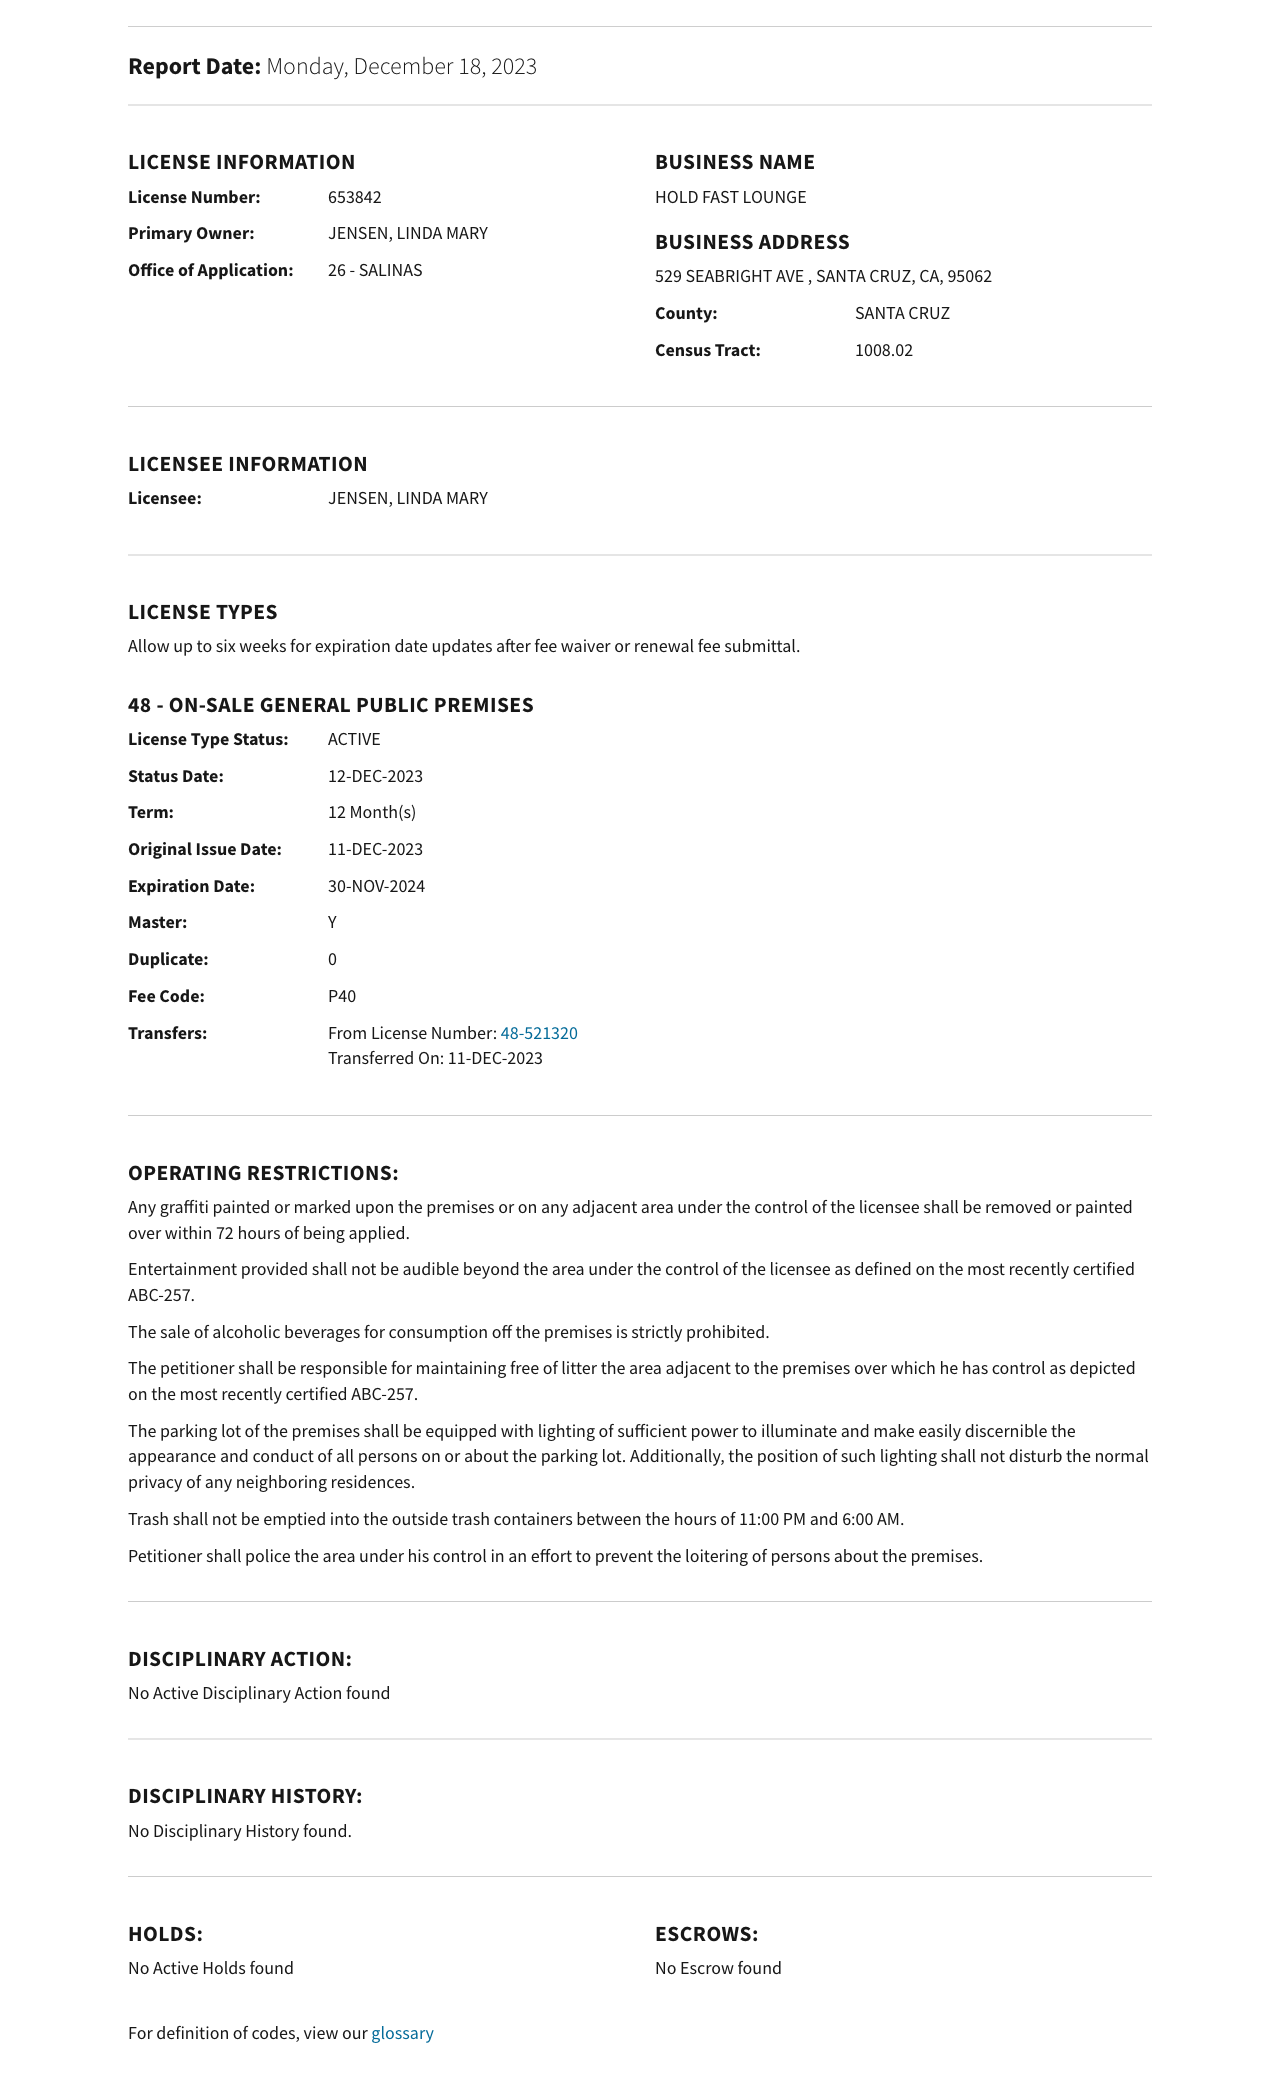 Report Date: Monday, December 18, 2023
LICENSE INFORMATION
License Number: 653842
Primary Owner: JENSEN, LINDA MARY
Office of Application: 26 - SALINAS
BUSINESS NAME
HOLD FAST LOUNGE
BUSINESS ADDRESS
529 SEABRIGHT AVE , SANTA CRUZ, CA, 95062
County: SANTA CRUZ
Census Tract: 1008.02
LICENSEE INFORMATION
Licensee: JENSEN, LINDA MARY
LICENSE TYPES
Allow up to six weeks for expiration date updates after fee waiver or renewal fee submittal.
48 - ON-SALE GENERAL PUBLIC PREMISES
License Type Status: ACTIVE
Status Date: 12-DEC-2023
Term: 12 Month(s)
Original Issue Date: 11-DEC-2023
Expiration Date: 30-NOV-2024
Master: Y
Duplicate: 0
Fee Code: P40
Transfers: From License Number: 48-521320
Transferred On: 11-DEC-2023
OPERATING RESTRICTIONS:
Any graffiti painted or marked upon the premises or on any adjacent area under the control of the licensee shall be removed or painted
over within 72 hours of being applied.
Entertainment provided shall not be audible beyond the area under the control of the licensee as defined on the most recently certified
ABC-257.
The sale of alcoholic beverages for consumption off the premises is strictly prohibited.
The petitioner shall be responsible for maintaining free of litter the area adjacent to the premises over which he has control as depicted
on the most recently certified ABC-257.
The parking lot of the premises shall be equipped with lighting of sufficient power to illuminate and make easily discernible the
appearance and conduct of all persons on or about the parking lot. Additionally, the position of such lighting shall not disturb the normal
privacy of any neighboring residences.
Trash shall not be emptied into the outside trash containers between the hours of 11:00 PM and 6:00 AM.
Petitioner shall police the area under his control in an effort to prevent the loitering of persons about the premises.
DISCIPLINARY ACTION:
No Active Disciplinary Action found
DISCIPLINARY HISTORY:
No Disciplinary History found.
HOLDS:
No Active Holds found
ESCROWS:
No Escrow found
For definition of codes, view our glossary